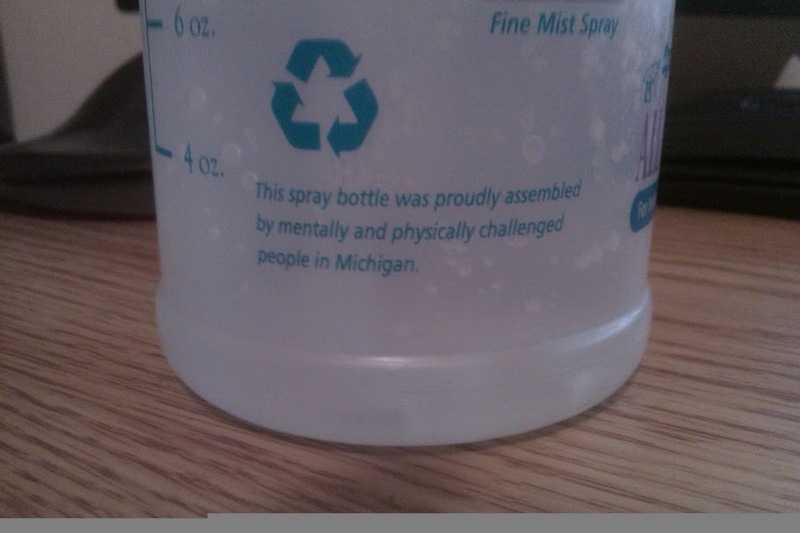 6 oz.
Fine Mist Spray
4 oz.
This spray bottle was proudly assembled
by mentally and physically challenged
people in Michigan.